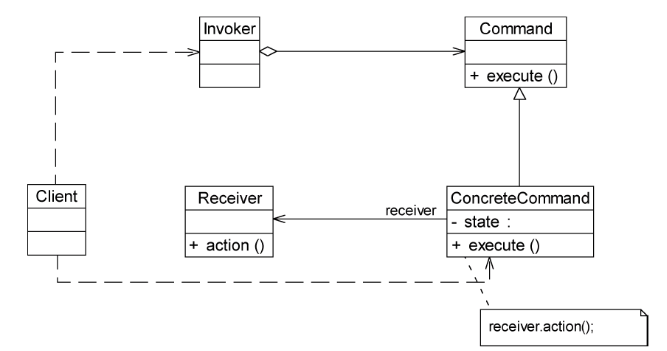 Invoker
Command
+ execute ()
Client
Receiver
+ action ()
receiver
ConcreteCommand
- state :
+ execute ()
receiver.action();